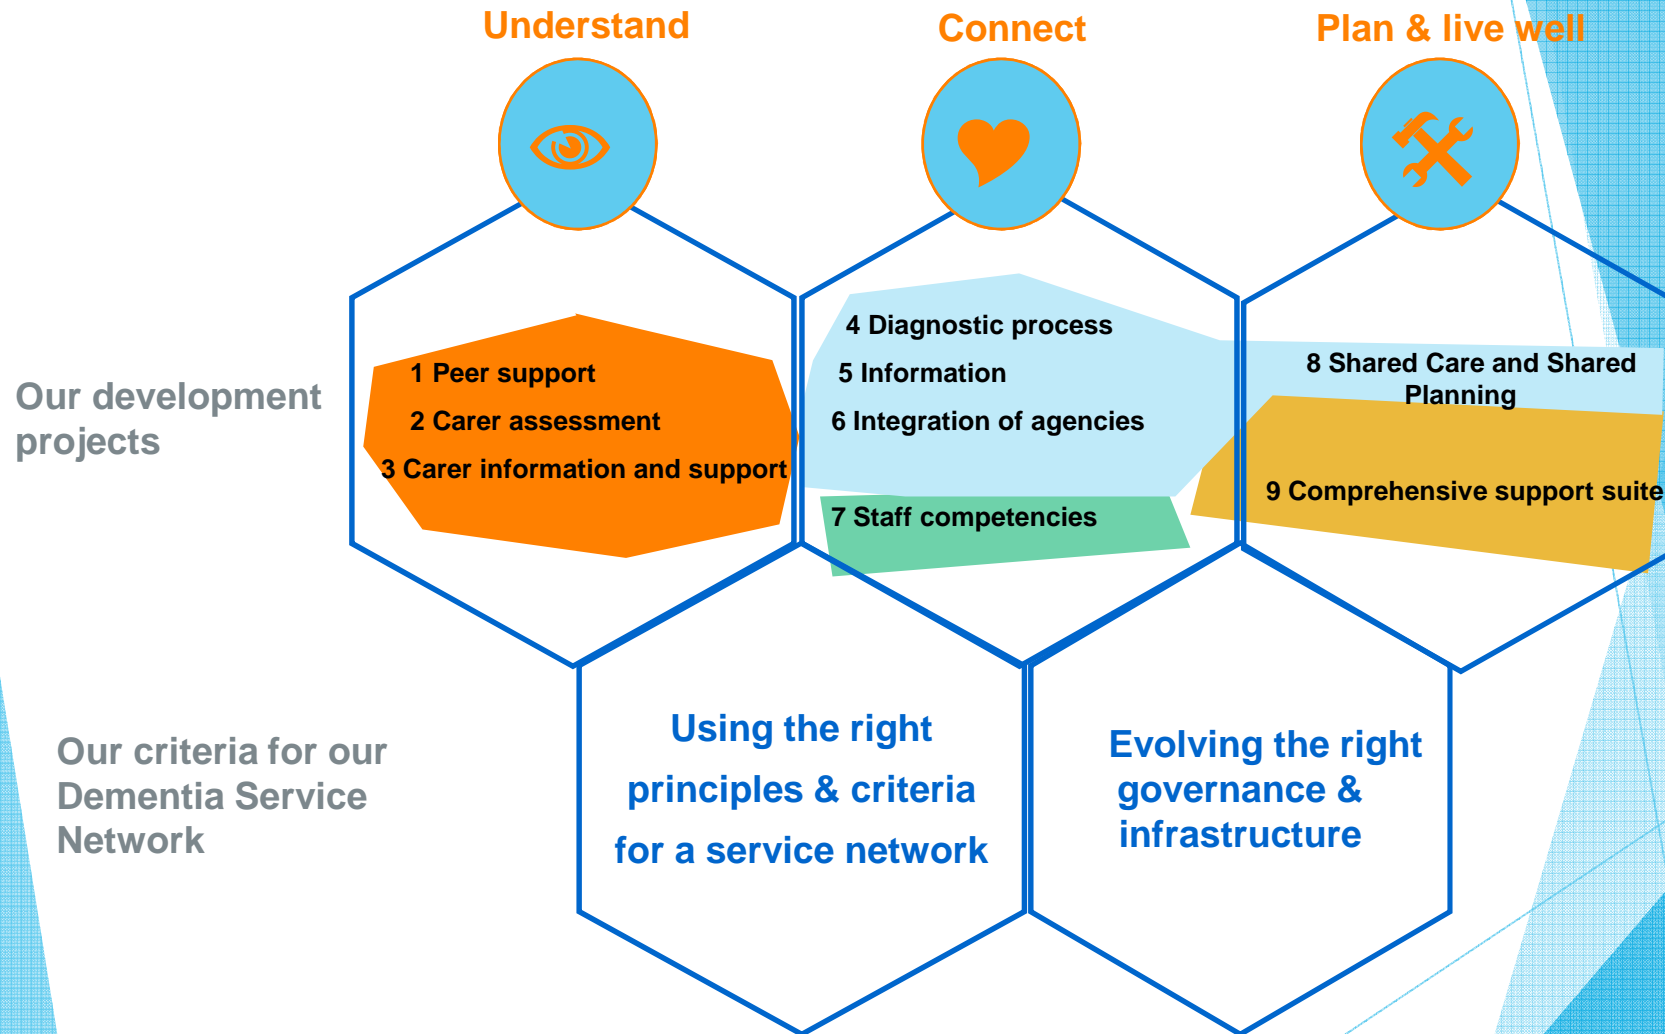 Understand
Connect
Plan & live well
Our development
projects
1 Peer support
2 Carer assessment
3 Carer information and support
4 Diagnostic process
5 Information
6 Integration of agencies
7 Staff competencies
8 Shared Care and Shared
Planning
9 Comprehensive support suite
Our criteria for our
Dementia Service
Network
Using the right
principles & criteria
for a service network
Evolving the right
governance &
infrastructure